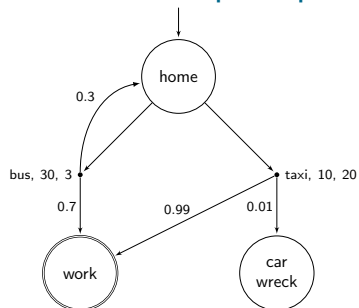 home
0.3
bus, 30, 3
taxi, 10, 20
0.7
0.99
0.01
work
car
wreck